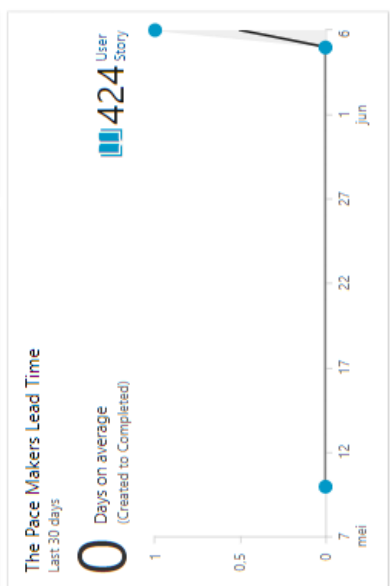 The Pace Makers Lead Time
Last 30 days
0 Days on average
(Created to Completed)
424 User
Story
1
0.5
0
7 12 17 22 27 1 6
mei jun